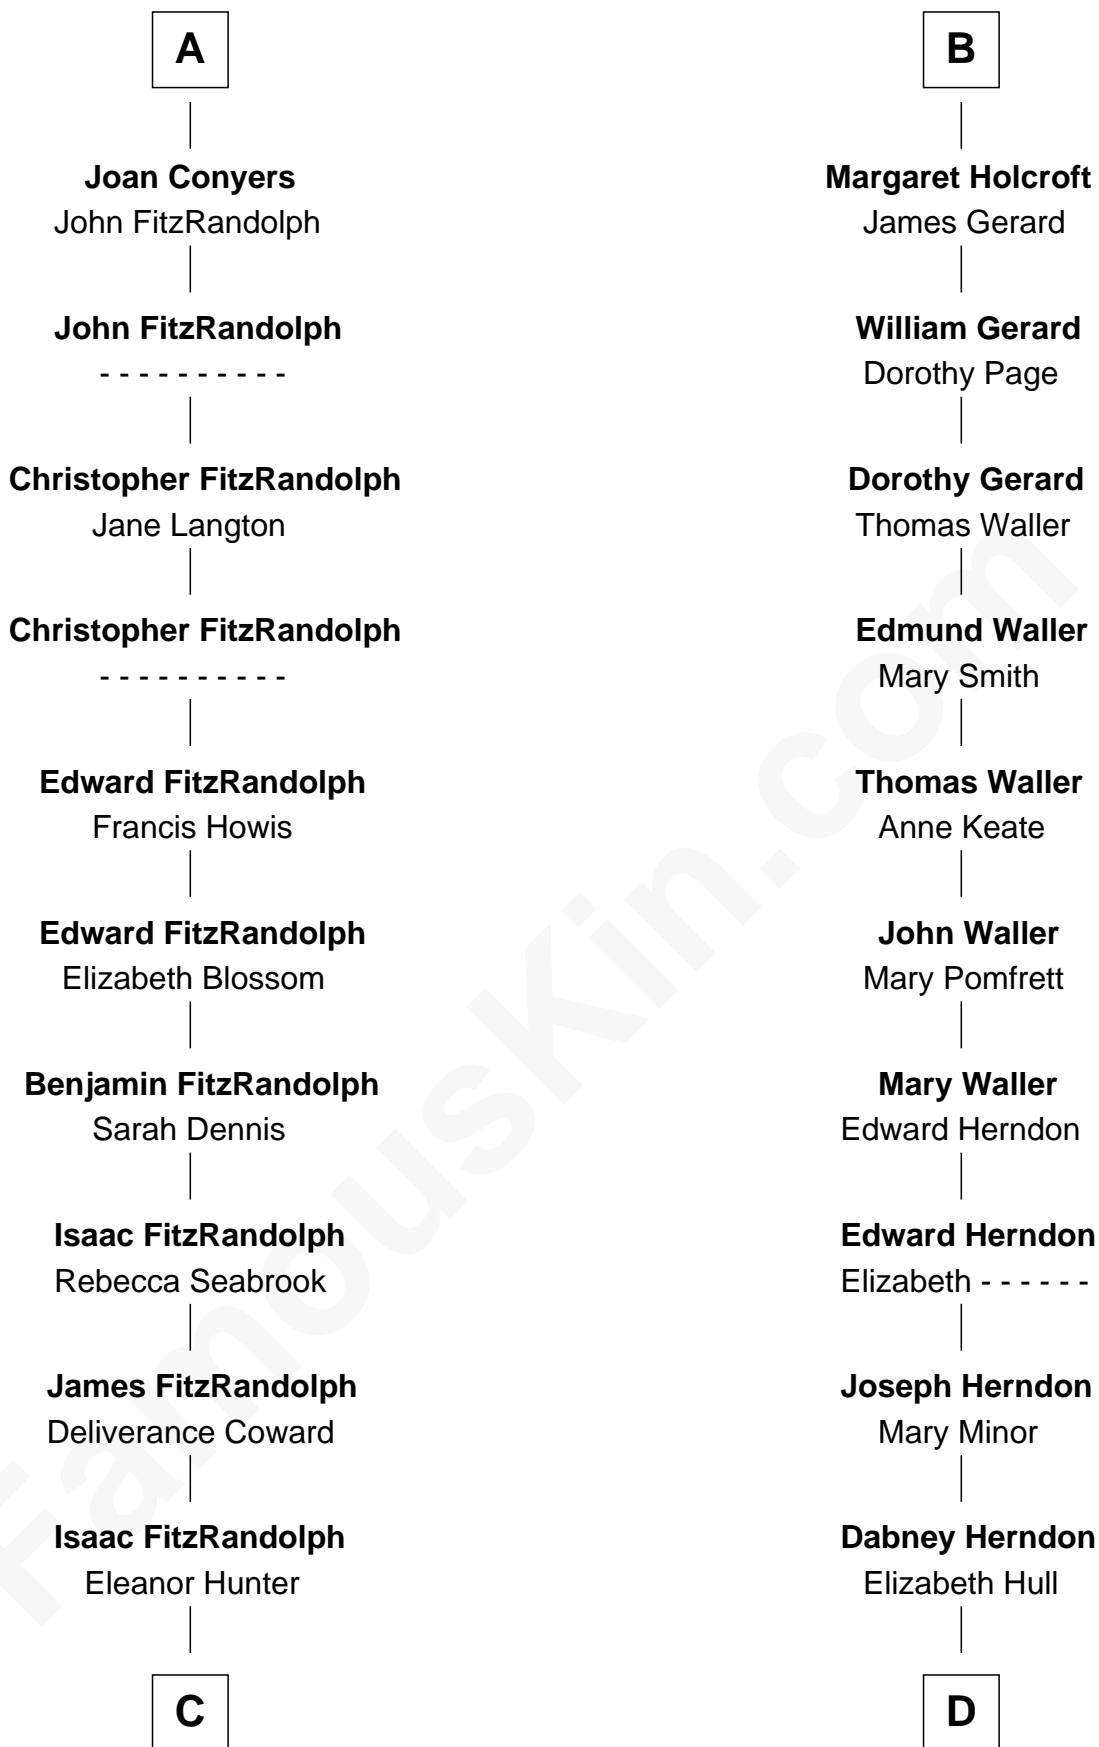 A
Joan Conyers
John FitzRandolph
John FitzRandolph
- - - - - - - - - -
Christopher FitzRandolph
Jane Langton
Christopher FitzRandolph
- - - - - - - - - -
Edward FitzRandolph
Francis Howis
Edward FitzRandolph
Elizabeth Blossom
Benjamin FitzRandolph
Sarah Dennis
Isaac FitzRandolph
Rebecca Seabrook
James FitzRandolph
Deliverance Coward
Isaac FitzRandolph
Eleanor Hunter
C
B
Margaret Holcroft
James Gerard
William Gerard
Dorothy Page
Dorothy Gerard
Thomas Waller
Edmund Waller
Mary Smith
Thomas Waller
Anne Keate
John Waller
Mary Pomfrett
Mary Waller
Edward Herndon
Edward Herndon
Elizabeth - - - - - -
Joseph Herndon
Mary Minor
Dabney Herndon
Elizabeth Hull
D
FamousKin.com